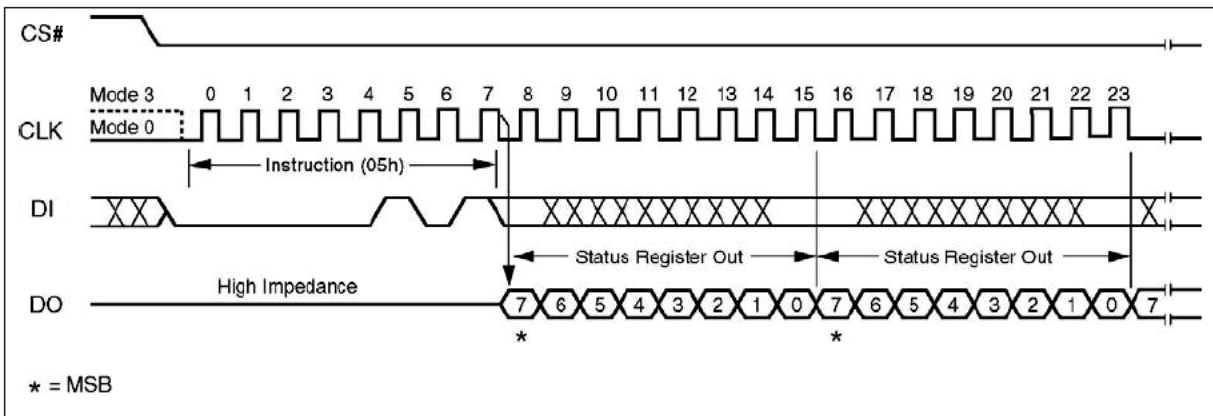 CS#
Mode 3
0 1 2 3 4 5 6 7 8 9 10 11 12 13 14 15 16 17 18 19 20 21 22 23
CLK
Mode 0
Instruction (05h)
DI
Status Register Out
Status Register Out
High Impedance
DO
7 6 5 4 3 2 1 0 7 6 5 4 3 2 1 0 7
* *
* = MSB